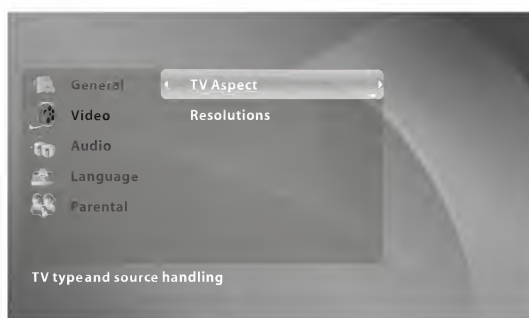 General
TV Aspect
Video
Resolutions
Audio
Language
Parental
TV type and source handling